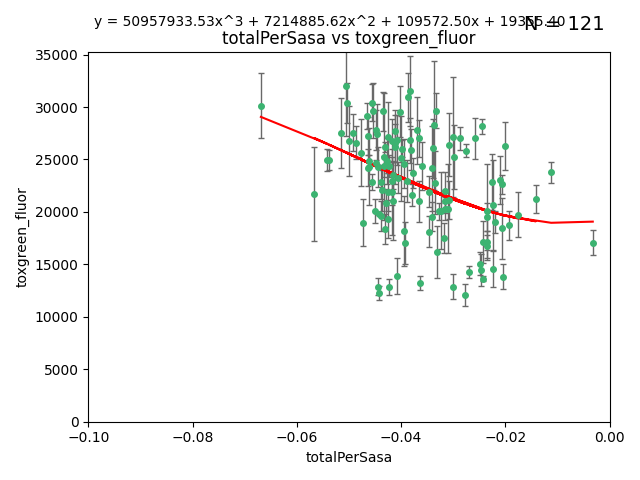 y = 50957933.53x^3 + 7214885.62x^2 + 109572.50x + 19355.40
N = 121
totalPerSasa vs toxgreen_fluor
35000
30000
25000
20000
15000
10000
5000
0
toxgreen_fluor
−0.10 −0.08 −0.06 −0.04 −0.02 0.00
totalPerSasa